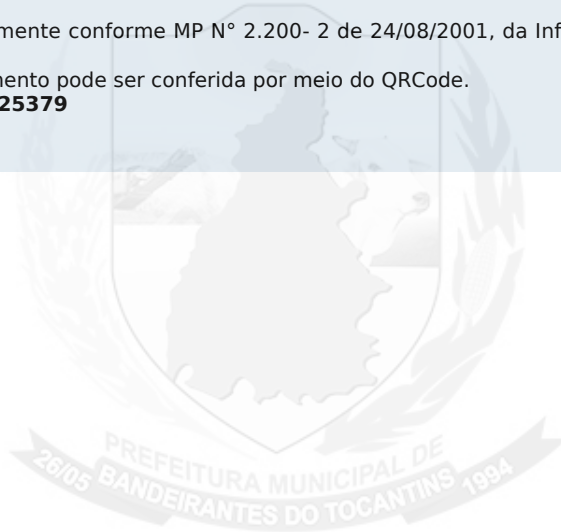 mente conforme MP N° 2.200- 2 de 24/08/2001, da Inf
ento pode ser conferida por meio do QRCode.
25379
PREFEITURA MUNICIPAL DE
26/05 BANDEIRANTES DO TOCANTINS 1994